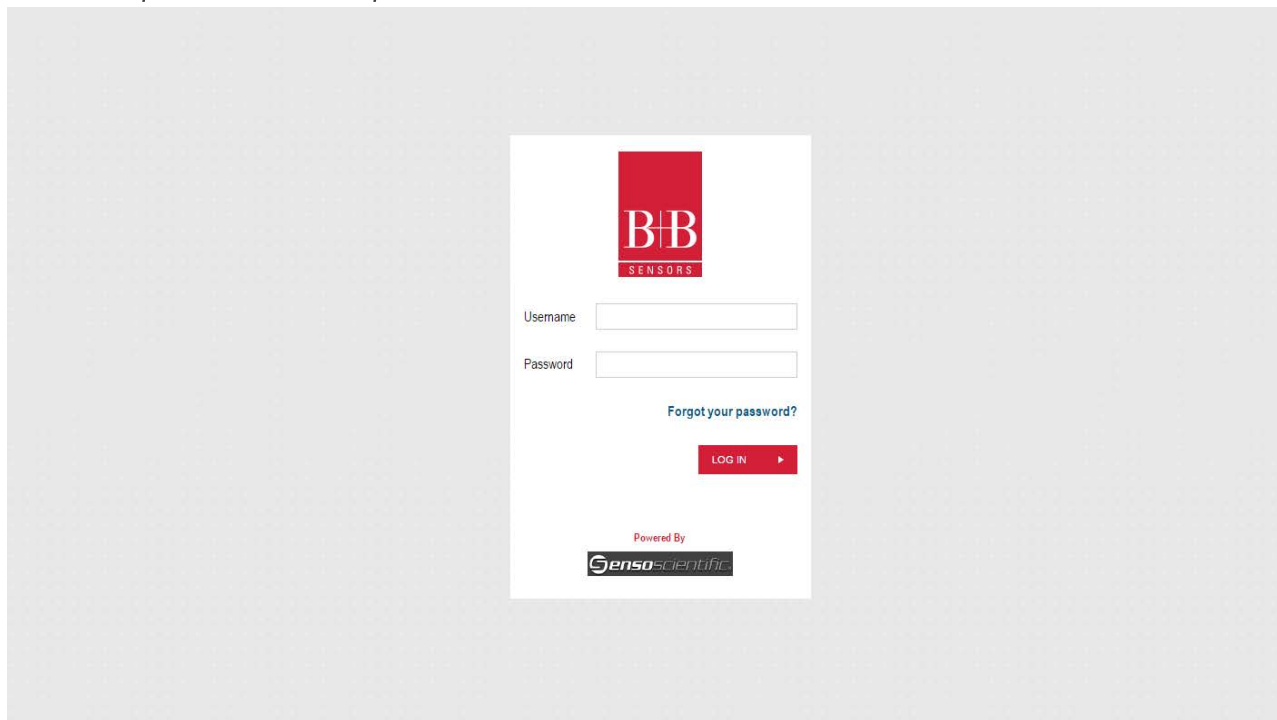 B+B
SENSORS
Username
Password
Forgot your password?
LOG IN
Powered By
Sensoscientific